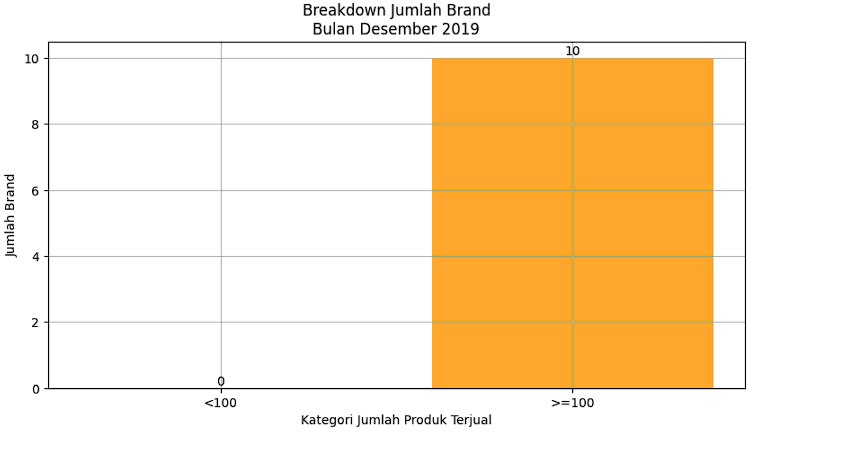 Breakdown Jumlah Brand
Bulan Desember 2019
10
10
8
6
4
2
0
0
Jumlah Brand
<100
>=100
Kategori Jumlah Produk Terjual